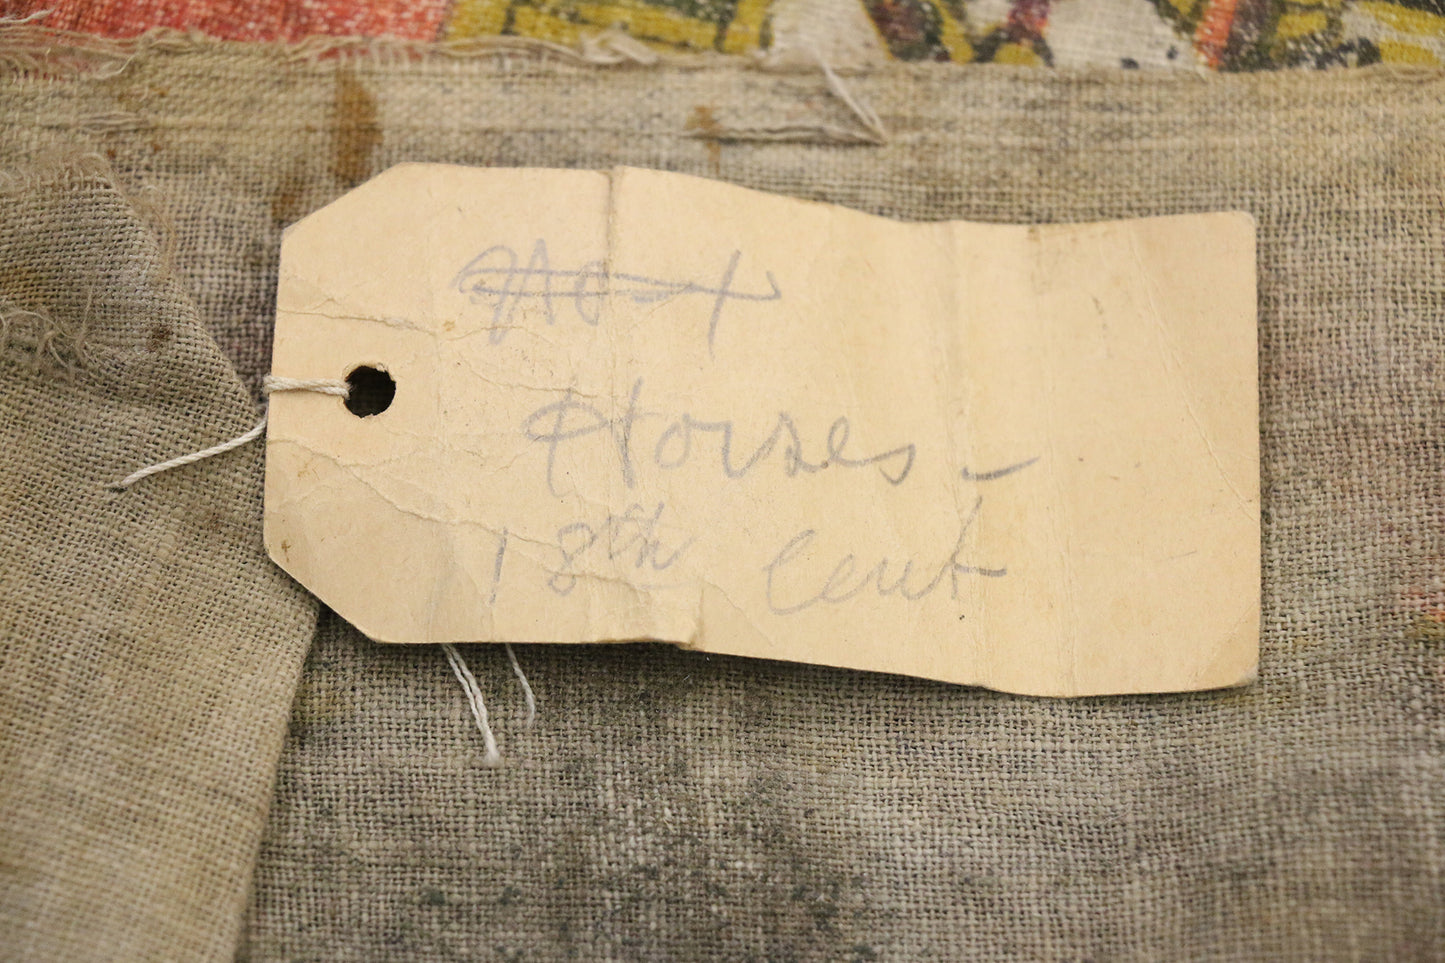 Horses -
18th Cent